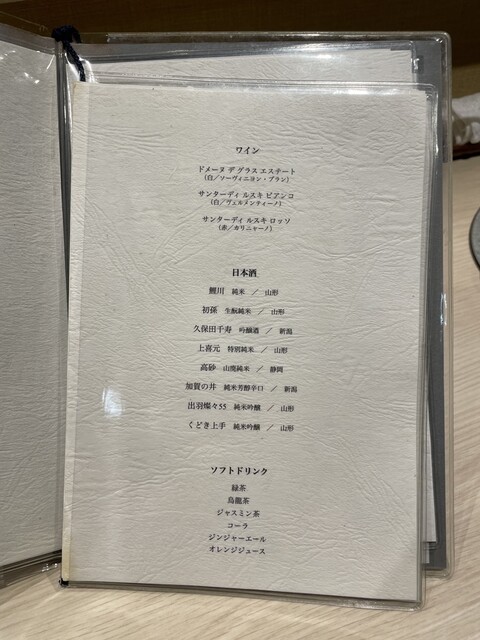 ワイン
ドメーヌ デ グラス エステート
(白／ソーヴィニヨン・ブラン)
サンターディ ルスキ ビアンコ
(白／ヴェルメンティーノ)
サンターディ ルスキ ロッソ
(赤／カリニャーノ)
日本酒
鯉川 純米 ／ 山形
初孫 生酛純米 ／ 山形
久保田千寿 吟醸酒 ／ 新潟
上喜元 特別純米 ／ 山形
高砂 山廃純米 ／ 静岡
加賀の井 純米芳醇辛口 ／ 新潟
出羽燦々55 純米吟醸 ／ 山形
くどき上手 純米吟醸 ／ 山形
ソフトドリンク
緑茶
烏龍茶
ジャスミン茶
コーラ
ジンジャーエール
オレンジジュース